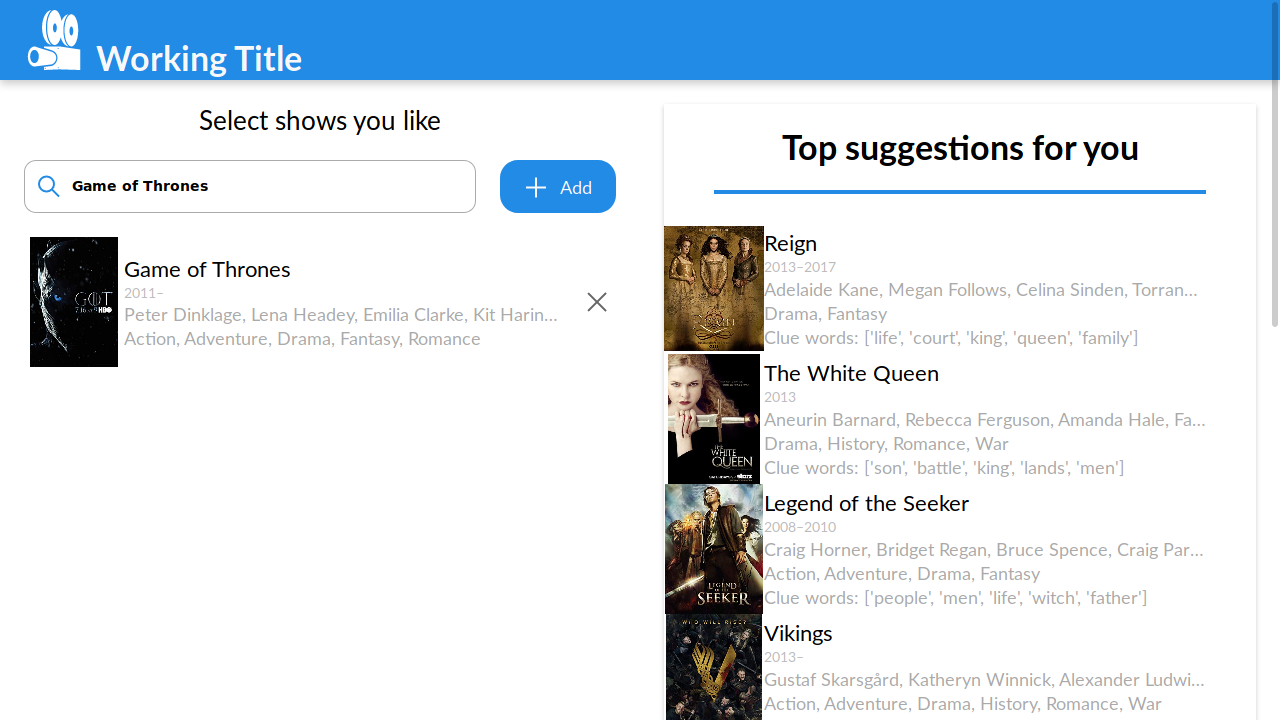 Working Title
Select shows you like
Game of Thrones
Add
Game of Thrones
2011–
Peter Dinklage, Lena Headey, Emilia Clarke, Kit Harin...
Action, Adventure, Drama, Fantasy, Romance
Top suggestions for you
Reign
2013–2017
Adelaide Kane, Megan Follows, Celina Sinden, Torran...
Drama, Fantasy
Clue words: ['life', 'court', 'king', 'queen', 'family']
THE WHITE QUEEN
The White Queen
2013
Aneurin Barnard, Rebecca Ferguson, Amanda Hale, Fa...
Drama, History, Romance, War
Clue words: ['son', 'battle', 'king', 'lands', 'men']
LEGEND OF THE SEEKER
Legend of the Seeker
2008–2010
Craig Horner, Bridget Regan, Bruce Spence, Craig Par...
Action, Adventure, Drama, Fantasy
Clue words: ['people', 'men', 'life', 'witch', 'father']
WHO WILL RISE?
Vikings
2013–
Gustaf Skarsgård, Katheryn Winnick, Alexander Ludwi...
Action, Adventure, Drama, History, Romance, War